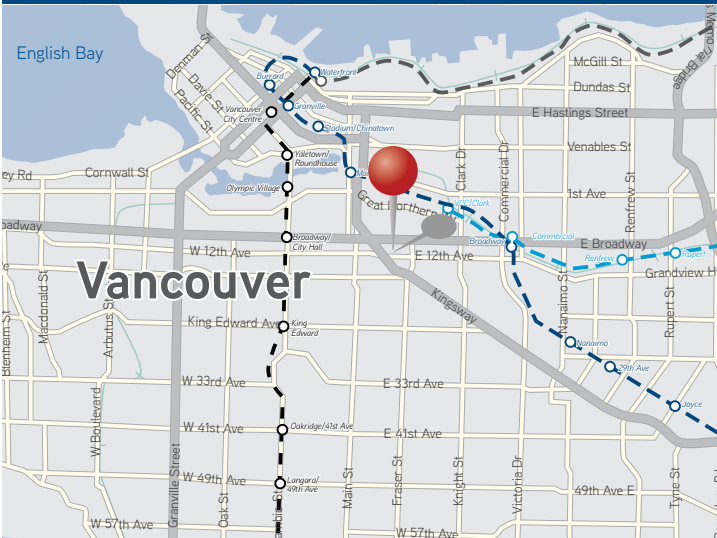 English Bay
Denman St
Davie St
Pacific St
Burrard
Waterfront
Granville
Vancouver
City Centre
Stadium/Chinatown
McGill St
Dundas St
E Hastings Street
Venables St
Yaletown/
Roundhouse
Olympic Village
Cornwall St
1st Ave
Clark Dr
Commercial Dr
Renfrew St
Great Northern
VCC/Clark
Broadway
Commercial
E Broadway
Broadway/
City Hall
W 12th Ave
E 12th Ave
Renfrew
Rupert
Grandview H
Vancouver
Macdonald St
Arbutus St
Kingsway
Nanaimo St
Rupert St
King Edward Ave
King
Edward
Nanaimo
29th Ave
W 33rd Ave
E 33rd Ave
Joyce
W Boulevard
W 41st Ave
Oakridge/41st Ave
E 41st Ave
Granville Street
Oak St
W 49th Ave
Langara/
49th Ave
Main St
Fraser St
Knight St
Victoria Dr
49th Ave E
Tyne St
W 57th Ave
W 57th Ave